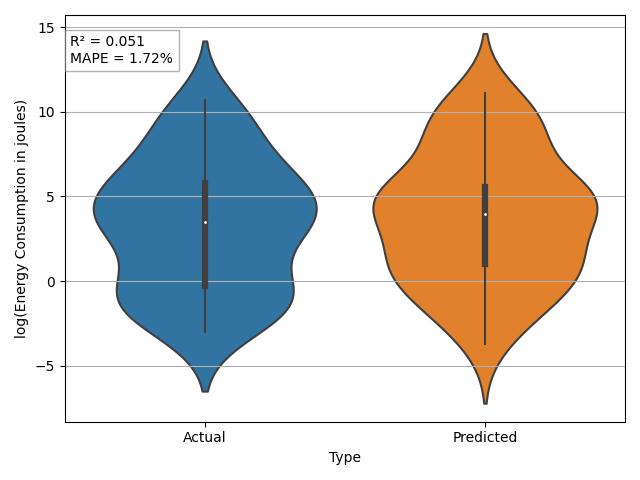 R² = 0.051
MAPE = 1.72%
log(Energy Consumption in joules)
15
10
5
0
−5
Actual
Predicted
Type